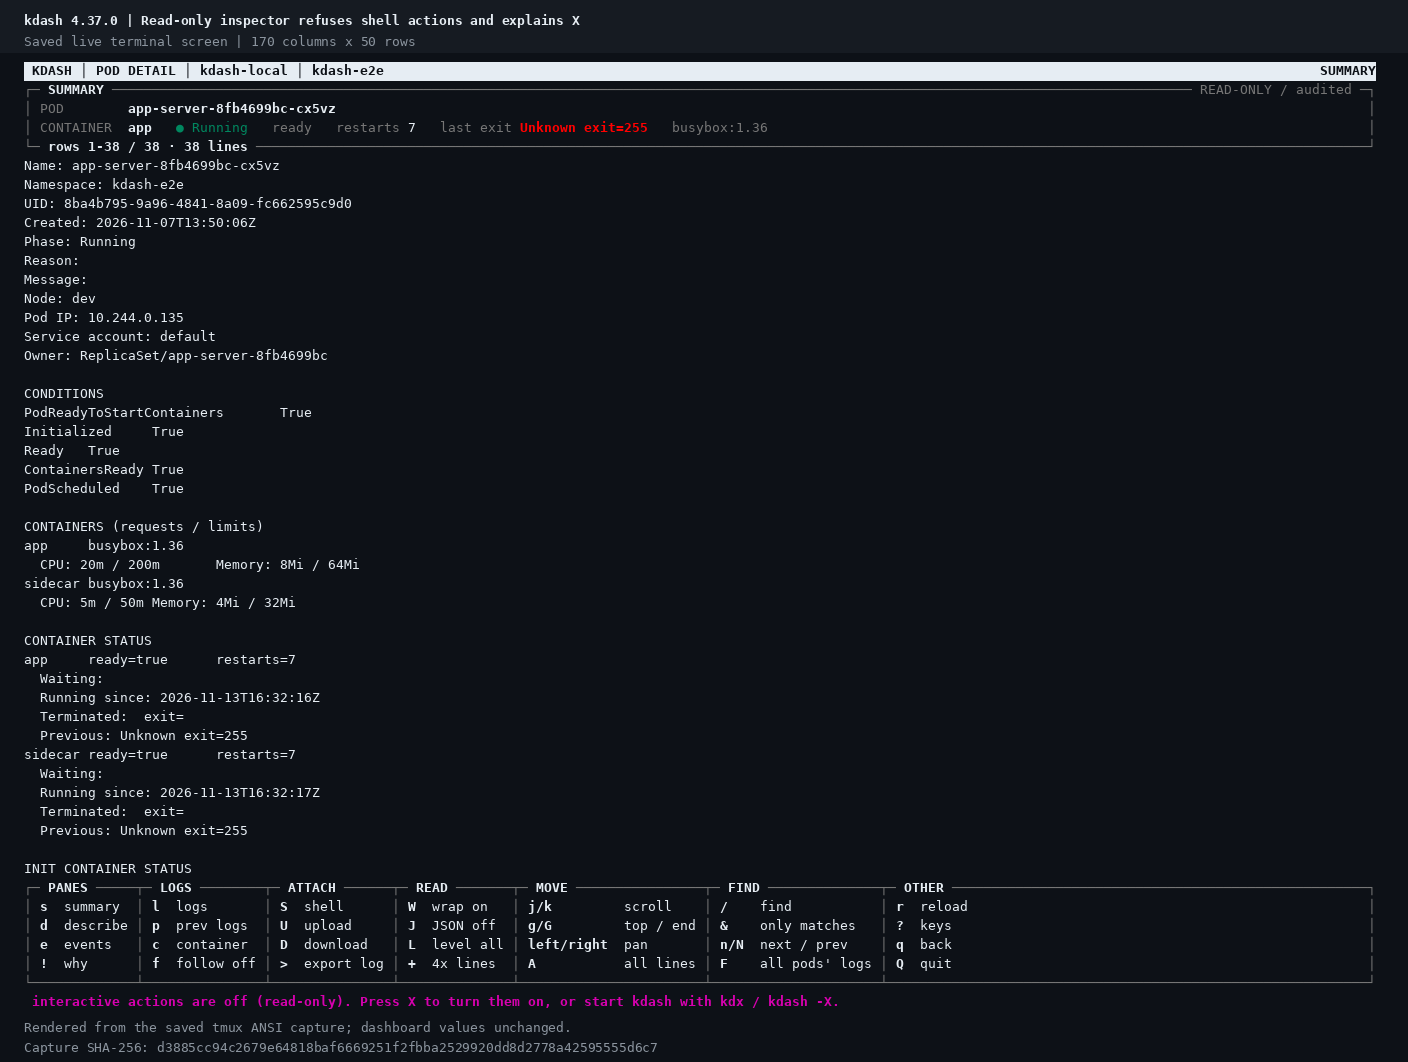 kdash 4.37.0 | Read-only inspector refuses shell actions and explains X
Saved live terminal screen | 170 columns x 50 rows
KDASH │ POD DETAIL │ kdash-local │ kdash-e2e SUMMARY
SUMMARY READ-ONLY / audited
POD app-server-8fb4699bc-cx5vz
CONTAINER app ● Running ready restarts 7 last exit Unknown exit=255 busybox:1.36
rows 1-38 / 38 · 38 lines
Name: app-server-8fb4699bc-cx5vz
Namespace: kdash-e2e
UID: 8ba4b795-9a96-4841-8a09-fc662595c9d0
Created: 2026-11-07T13:50:06Z
Phase: Running
Reason:
Message:
Node: dev
Pod IP: 10.244.0.135
Service account: default
Owner: ReplicaSet/app-server-8fb4699bc
CONDITIONS
PodReadyToStartContainers True
Initialized True
Ready True
ContainersReady True
PodScheduled True
CONTAINERS (requests / limits)
app busybox:1.36
CPU: 20m / 200m Memory: 8Mi / 64Mi
sidecar busybox:1.36
CPU: 5m / 50m Memory: 4Mi / 32Mi
CONTAINER STATUS
app ready=true restarts=7
Waiting:
Running since: 2026-11-13T16:32:16Z
Terminated: exit=
Previous: Unknown exit=255
sidecar ready=true restarts=7
Waiting:
Running since: 2026-11-13T16:32:17Z
Terminated: exit=
Previous: Unknown exit=255
INIT CONTAINER STATUS
PANES LOGS ATTACH READ MOVE FIND OTHER
s summary │ l logs │ S shell │ W wrap on │ j/k scroll │ / find │ r reload
d describe │ p prev logs │ U upload │ J JSON off │ g/G top / end │ & only matches │ ? keys
e events │ c container │ D download │ L level all │ left/right pan │ n/N next / prev │ q back
! why │ f follow off │ > export log │ + 4x lines │ A all lines │ F all pods' logs │ Q quit
interactive actions are off (read-only). Press X to turn them on, or start kdash with kdx / kdash -X.
Rendered from the saved tmux ANSI capture; dashboard values unchanged.
Capture SHA-256: d3885cc94c2679e64818baf6669251f2fbba2529920dd8d2778a42595555d6c7